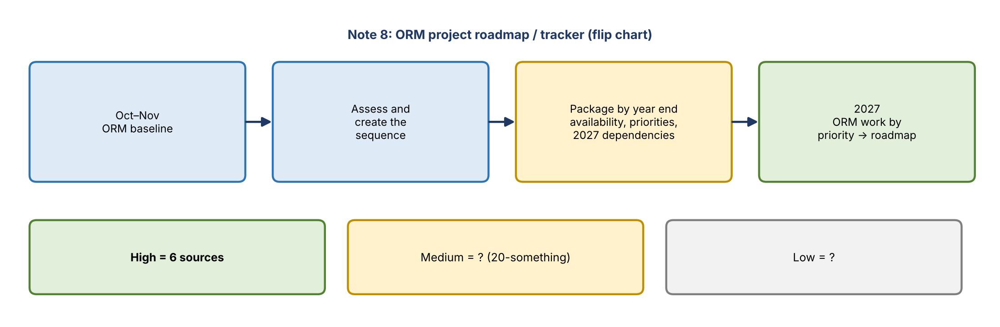 Note 8: ORM project roadmap / tracker (flip chart)
Oct–Nov
ORM baseline
Assess and
create the
sequence
Package by year end
availability, priorities,
2027 dependencies
2027
ORM work by
priority → roadmap
High = 6 sources
Medium = ? (20-something)
Low = ?